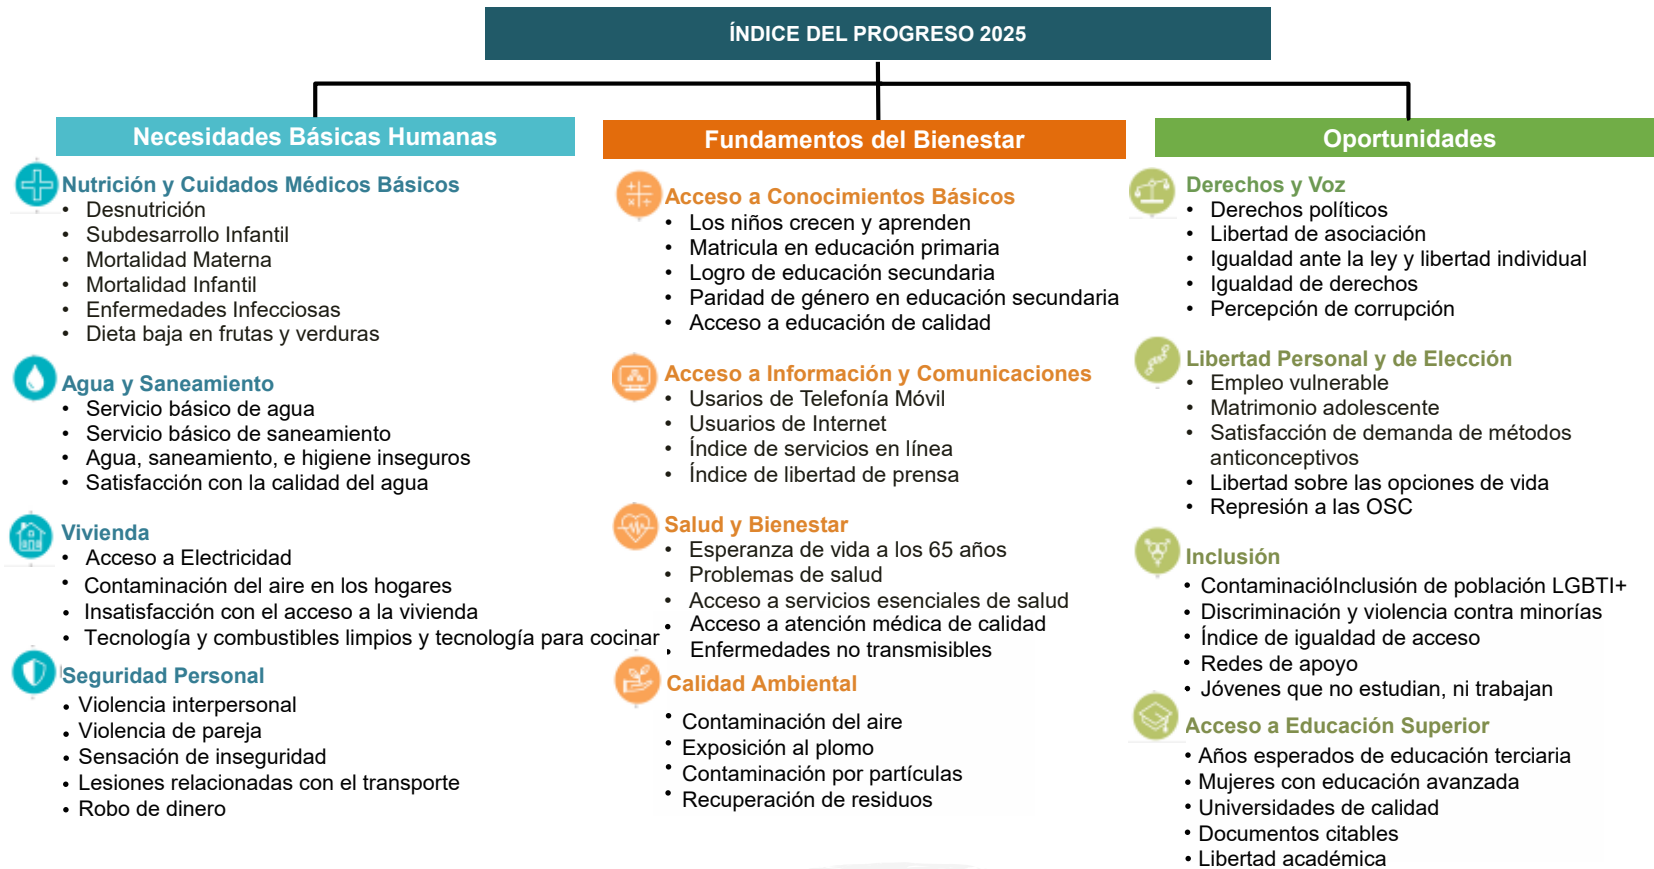 ÍNDICE DEL PROGRESO 2025
Necesidades Básicas Humanas
Nutrición y Cuidados Médicos Básicos
• Desnutrición
• Subdesarrollo Infantil
• Mortalidad Materna
• Mortalidad Infantil
• Enfermedades Infecciosas
• Dieta baja en frutas y verduras
Agua y Saneamiento
• Servicio básico de agua
• Servicio básico de saneamiento
• Agua, saneamiento, e higiene inseguros
• Satisfacción con la calidad del agua
Vivienda
• Acceso a Electricidad
• Contaminación del aire en los hogares
• Insatisfacción con el acceso a la vivienda
• Tecnología y combustibles limpios y tecnología para cocinar
Seguridad Personal
• Violencia interpersonal
• Violencia de pareja
• Sensación de inseguridad
• Lesiones relacionadas con el transporte
• Robo de dinero
Fundamentos del Bienestar
Acceso a Conocimientos Básicos
• Los niños crecen y aprenden
• Matricula en educación primaria
• Logro de educación secundaria
• Paridad de género en educación secundaria
• Acceso a educación de calidad
Acceso a Información y Comunicaciones
• Usarios de Telefonía Móvil
• Usuarios de Internet
• Índice de servicios en línea
• Índice de libertad de prensa
Salud y Bienestar
• Esperanza de vida a los 65 años
• Problemas de salud
• Acceso a servicios esenciales de salud
• Acceso a atención médica de calidad
• Enfermedades no transmisibles
Calidad Ambiental
• Contaminación del aire
• Exposición al plomo
• Contaminación por partículas
• Recuperación de residuos
Oportunidades
Derechos y Voz
• Derechos políticos
• Libertad de asociación
• Igualdad ante la ley y libertad individual
• Igualdad de derechos
• Percepción de corrupción
Libertad Personal y de Elección
• Empleo vulnerable
• Matrimonio adolescente
• Satisfacción de demanda de métodos
anticonceptivos
• Libertad sobre las opciones de vida
• Represión a las OSC
Inclusión
• ContaminacióInclusión de población LGBTI+
• Discriminación y violencia contra minorías
• Índice de igualdad de acceso
• Redes de apoyo
• Jóvenes que no estudian, ni trabajan
Acceso a Educación Superior
• Años esperados de educación terciaria
• Mujeres con educación avanzada
• Universidades de calidad
• Documentos citables
• Libertad académica